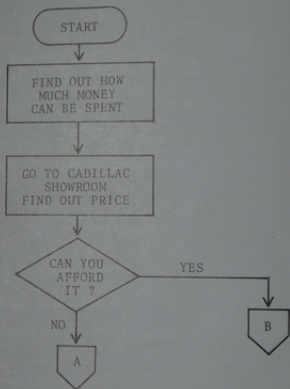 START
FIND OUT HOW
MUCH MONEY
CAN BE SPENT
GO TO CADILLAC
SHOWROOM
FIND OUT PRICE
CAN YOU
AFFORD
IT ?
YES
NO
B
A